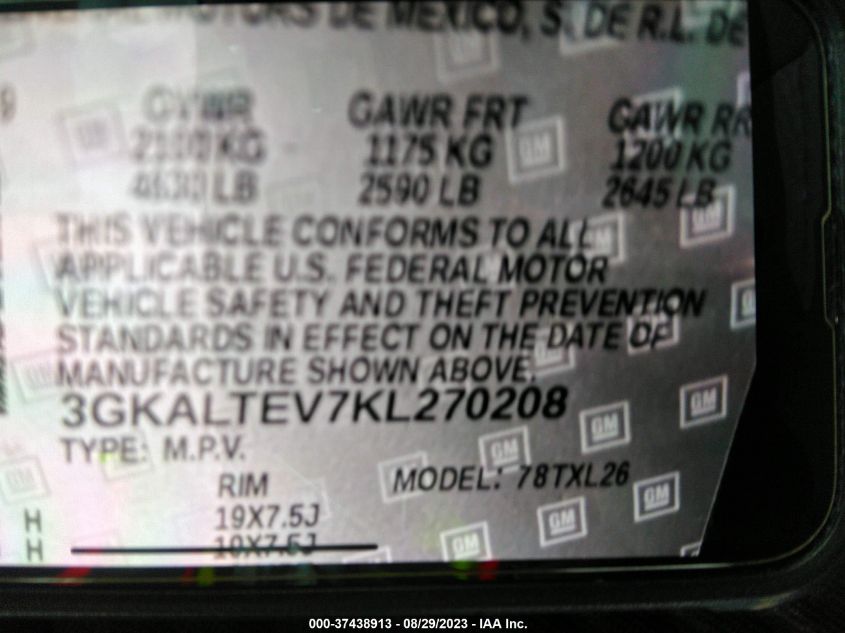 MOTORS DE MEXICO, S. DE R.L. DE
GVWR GAWR FRT GAWR RR
KG 1175 KG 1200 KG
LB 2590 LB 2645 LB
THIS VEHICLE CONFORMS TO ALL
APPLICABLE U.S. FEDERAL MOTOR
VEHICLE SAFETY AND THEFT PREVENTION
STANDARDS IN EFFECT ON THE DATE OF
MANUFACTURE SHOWN ABOVE.
3GKALTEV7KL270208
TYPE: M.P.V.
RIM MODEL: 78TXL26
H 19X7.5J
H 19X7.5J
000-37438913 - 08/29/2023 - IAA Inc.